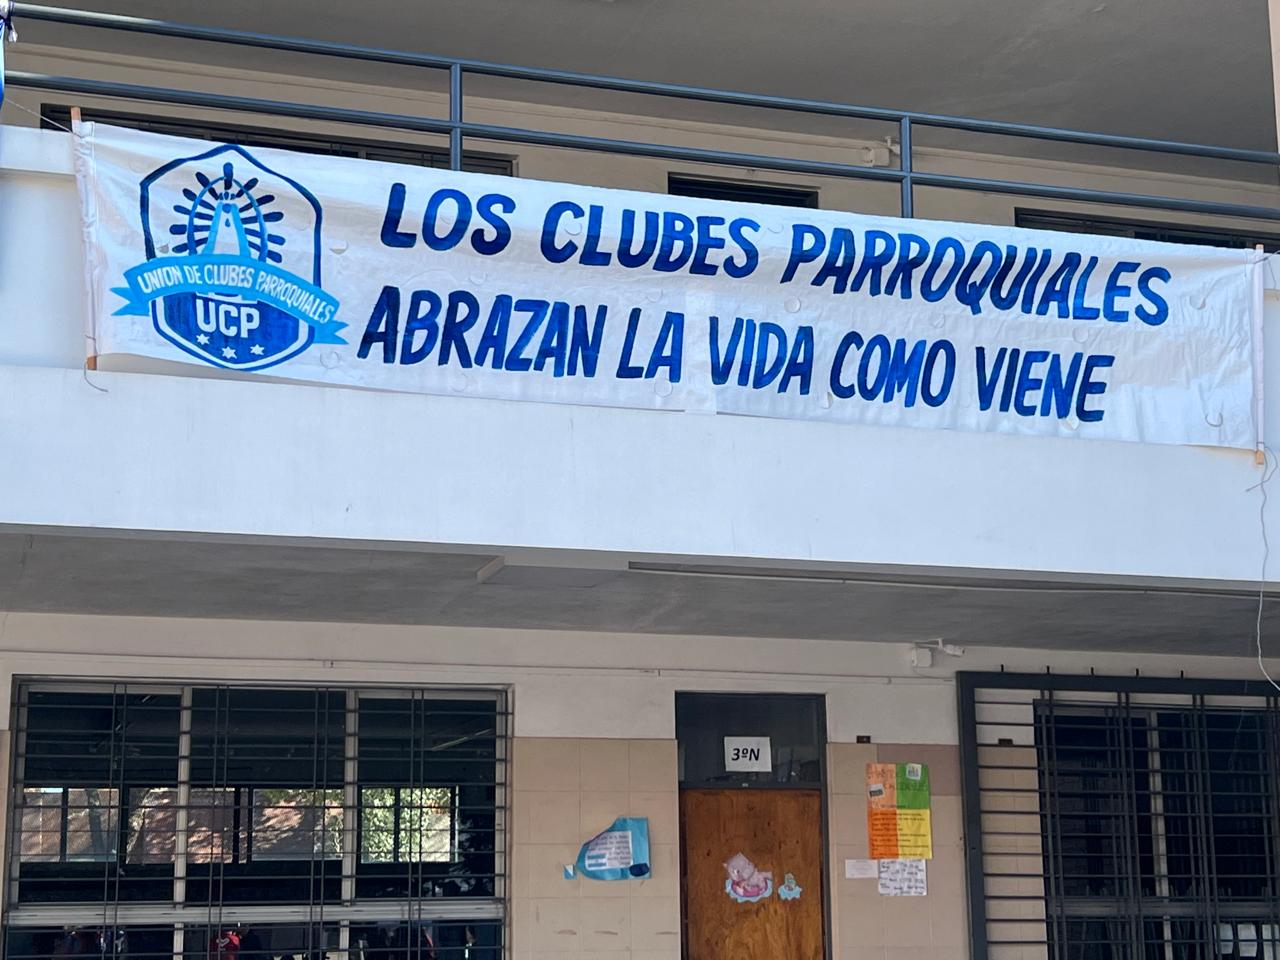 LOS CLUBES PARROQUIALES
ABRAZAN LA VIDA COMO VIENE
UNION DE CLUBES PARROQUIALES
UCP
3ºN